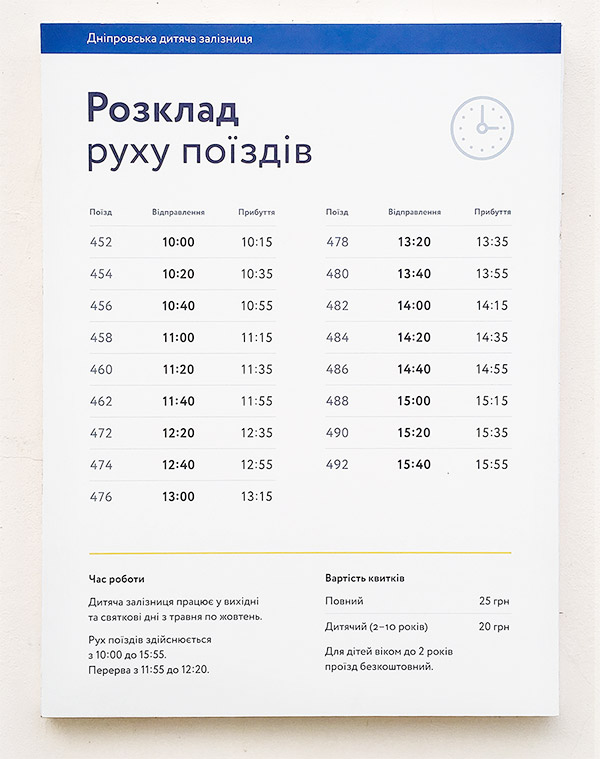 Дніпровська дитяча залізниця
Розклад
руху поїздів
Поїзд Відправлення Прибуття
452 10:00 10:15
454 10:20 10:35
456 10:40 10:55
458 11:00 11:15
460 11:20 11:35
462 11:40 11:55
472 12:20 12:35
474 12:40 12:55
476 13:00 13:15
Поїзд Відправлення Прибуття
478 13:20 13:35
480 13:40 13:55
482 14:00 14:15
484 14:20 14:35
486 14:40 14:55
488 15:00 15:15
490 15:20 15:35
492 15:40 15:55
Час роботи
Дитяча залізниця працює у вихідні
та святкові дні з травня по жовтень.
Рух поїздів здійснюється
з 10:00 до 15:55.
Перерва з 11:55 до 12:20.
Вартість квитків
Повний 25 грн
Дитячий (2–10 років) 20 грн
Для дітей віком до 2 років
проїзд безкоштовний.